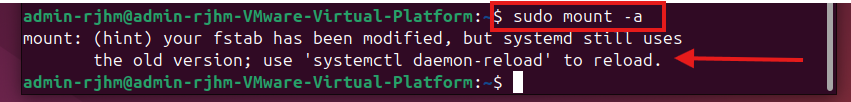 admin-rjhm@admin-rjhm-VMware-Virtual-Platform:~$ sudo mount -a
mount: (hint) your fstab has been modified, but systemd still uses
       the old version; use 'systemctl daemon-reload' to reload.
admin-rjhm@admin-rjhm-VMware-Virtual-Platform:~$